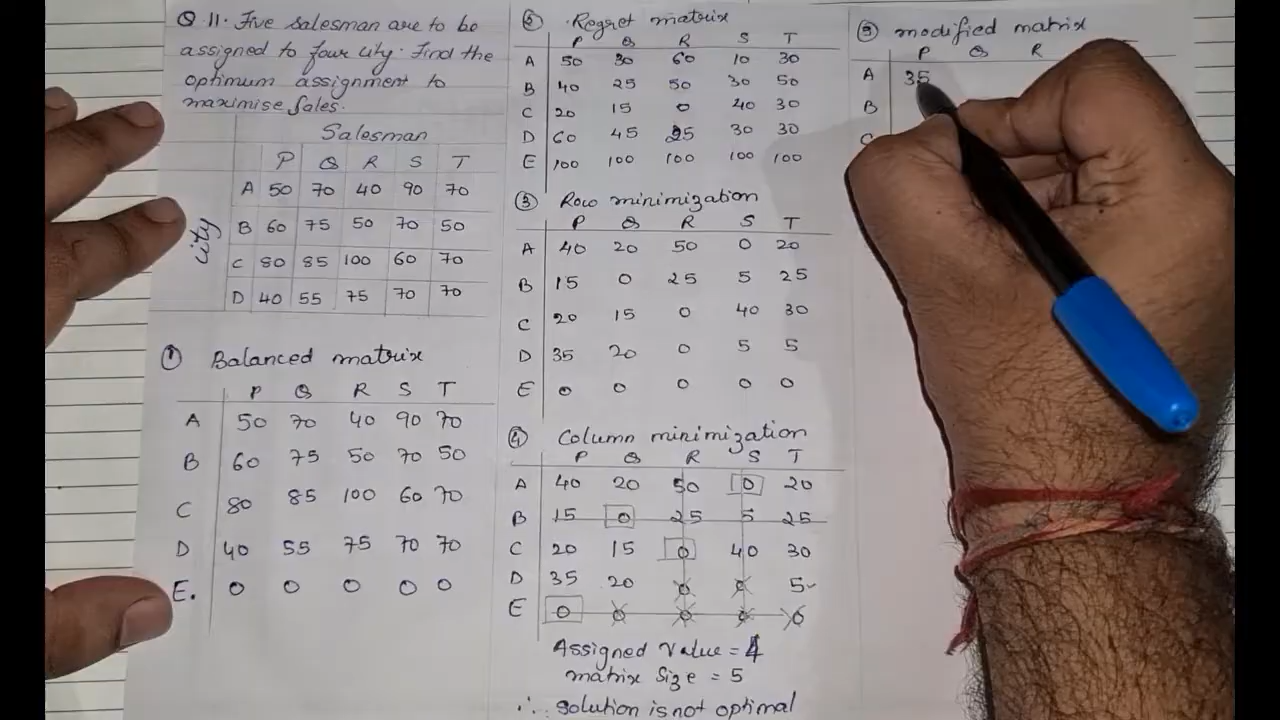 Q.11. Five Salesman are to be
assigned to four city. Find the
optimum assignment to
maximise Sales.
Salesman
city
P Q R S T
A 50 70 40 90 70
B 60 75 50 70 50
C 80 85 100 60 70
D 40 55 75 70 70
① Balanced matrix
P Q R S T
A 50 70 40 90 70
B 60 75 50 70 50
C 80 85 100 60 70
D 40 55 75 70 70
E. 0 0 0 0 0
② Regret matrix
P Q R S T
A 50 30 60 10 30
B 40 25 50 30 50
C 20 15 0 40 30
D 60 45 25 30 30
E 100 100 100 100 100
③ Row minimization
P Q R S T
A 40 20 50 0 20
B 15 0 25 5 25
C 20 15 0 40 30
D 35 20 0 5 5
E 0 0 0 0 0
④ Column minimization
P Q R S T
A 40 20 50 0 20
B 15 0 25 5 25
C 20 15 0 40 30
D 35 20 0 0 5
E 0 0 0 0 0
Assigned Value = 4
matrix Size = 5
∴ Solution is not optimal
⑤ modified matrix
P Q R
A 35
B